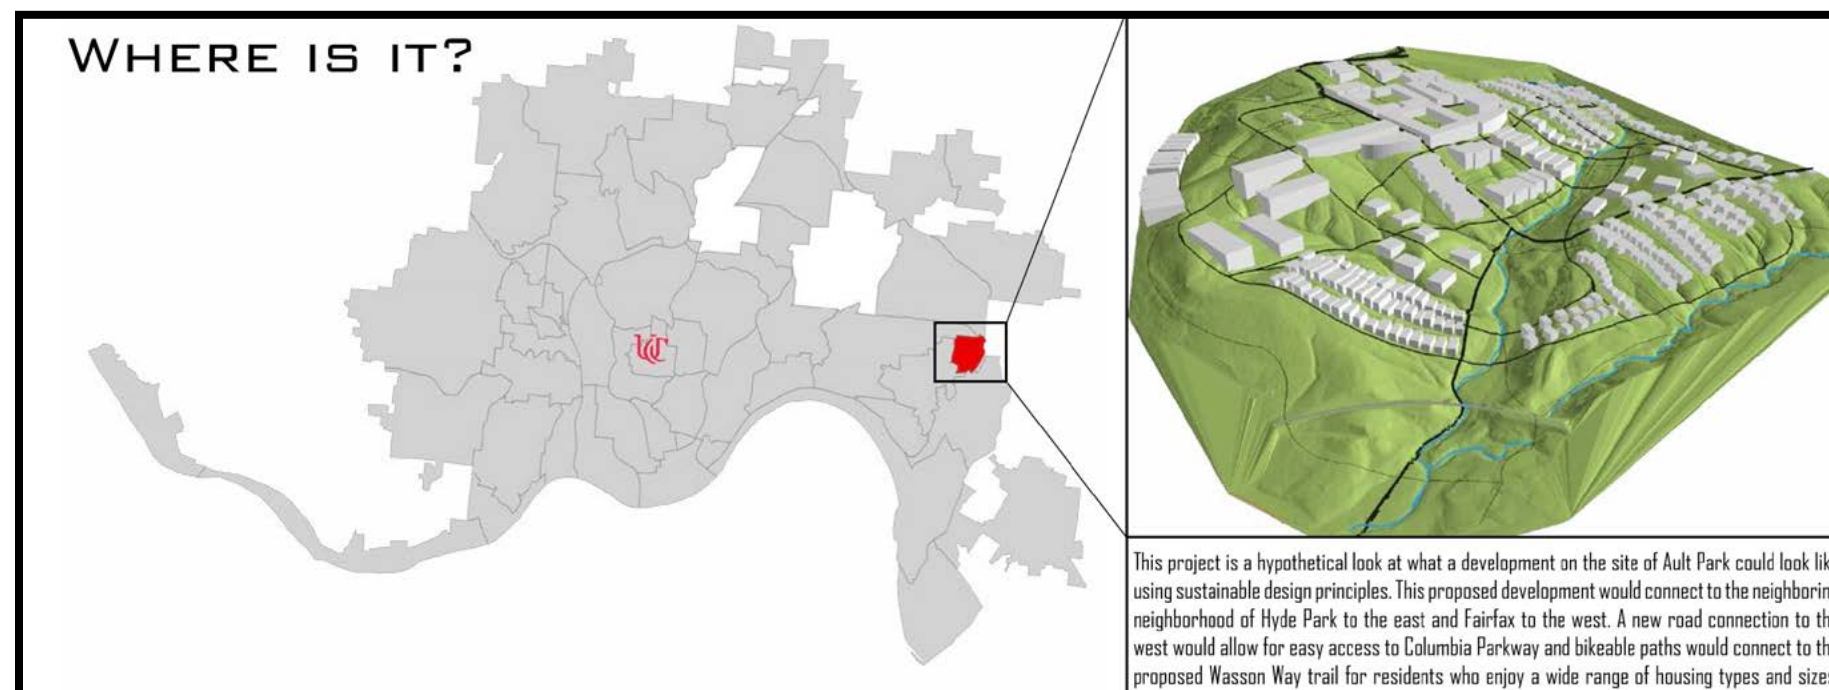 WHERE IS IT?
UC
This project is a hypothetical look at what a development on the site of Ault Park could look lik
using sustainable design principles. This proposed development would connect to the neighborin
neighborhood of Hyde Park to the east and Fairfax to the west. A new road connection to th
west would allow for easy access to Columbia Parkway and bikeable paths would connect to th
proposed Wasson Way trail for residents who enjoy a wide range of housing types and sizes